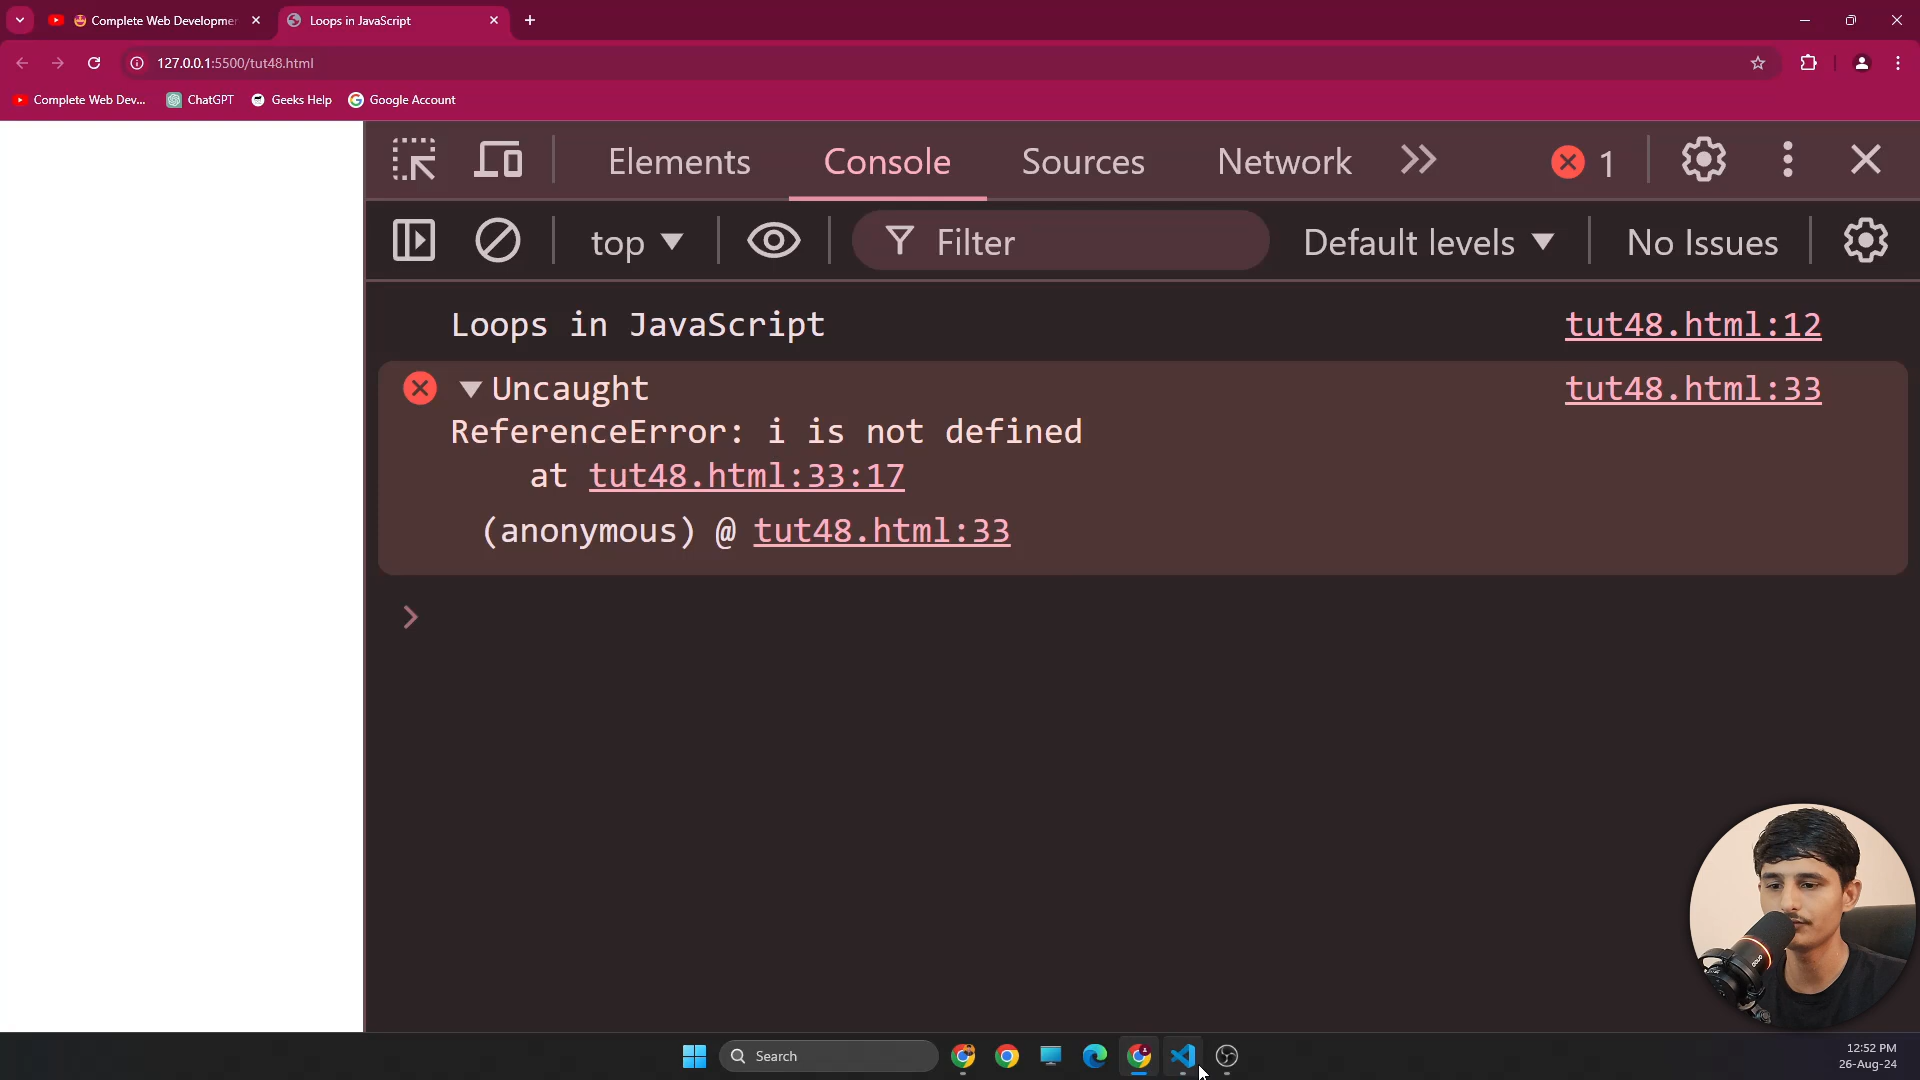 Complete Web Developmen
Loops in JavaScript
127.0.0.1:5500/tut48.html
Complete Web Dev...
ChatGPT
Geeks Help
Google Account
Elements
Console
Sources
Network
1
top
Filter
Default levels
No Issues
Loops in JavaScript tut48.html:12
Uncaught tut48.html:33
ReferenceError: i is not defined
at tut48.html:33:17
(anonymous) @ tut48.html:33
Search
12:52 PM
26-Aug-24